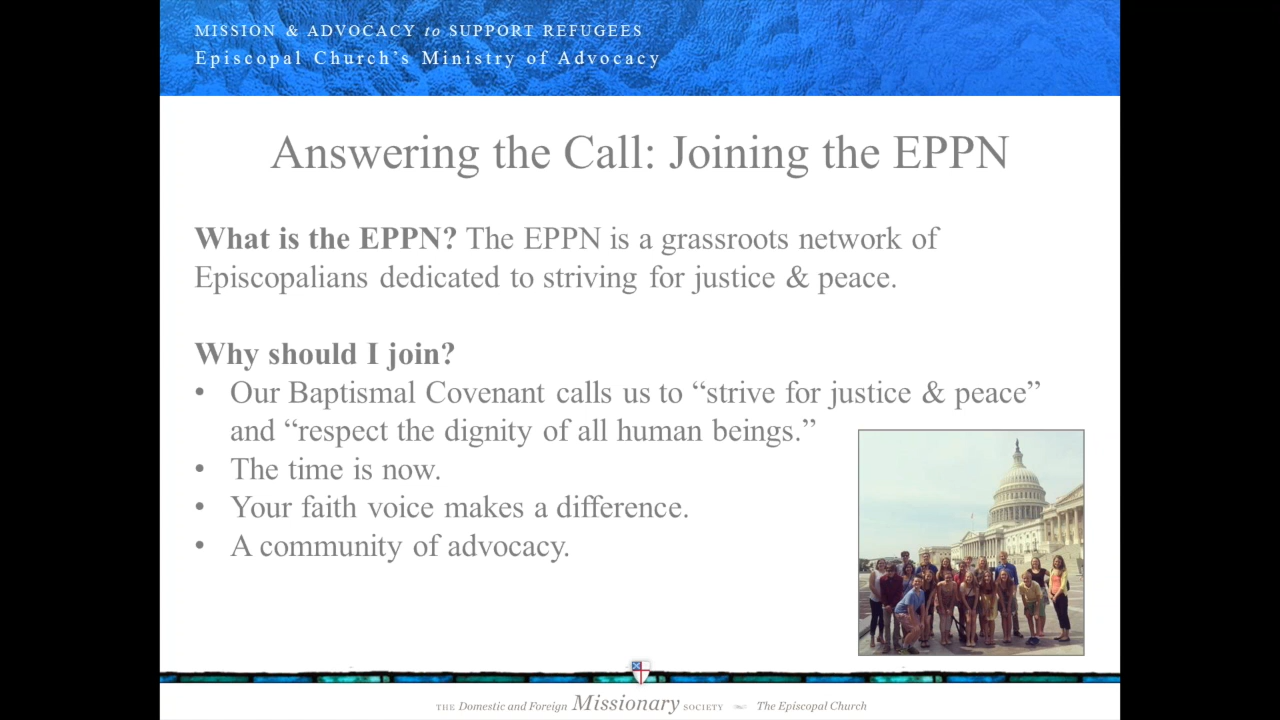 MISSION & ADVOCACY to SUPPORT REFUGEES
Episcopal Church’s Ministry of Advocacy
Answering the Call: Joining the EPPN
What is the EPPN? The EPPN is a grassroots network of
Episcopalians dedicated to striving for justice & peace.
Why should I join?
• Our Baptismal Covenant calls us to “strive for justice & peace”
and “respect the dignity of all human beings.”
• The time is now.
• Your faith voice makes a difference.
• A community of advocacy.
THE Domestic and Foreign Missionary SOCIETY The Episcopal Church